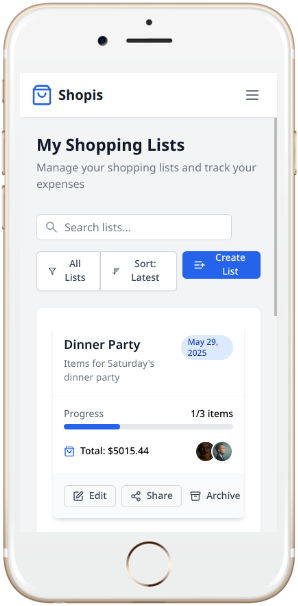 Shopis
My Shopping Lists
Manage your shopping lists and track your
expenses
Search lists...
All
Lists
Sort:
Latest
Create
List
Dinner Party
May 29,
2025
Items for Saturday's
dinner party
Progress
1/3 items
Total: $5015.44
Edit
Share
Archive